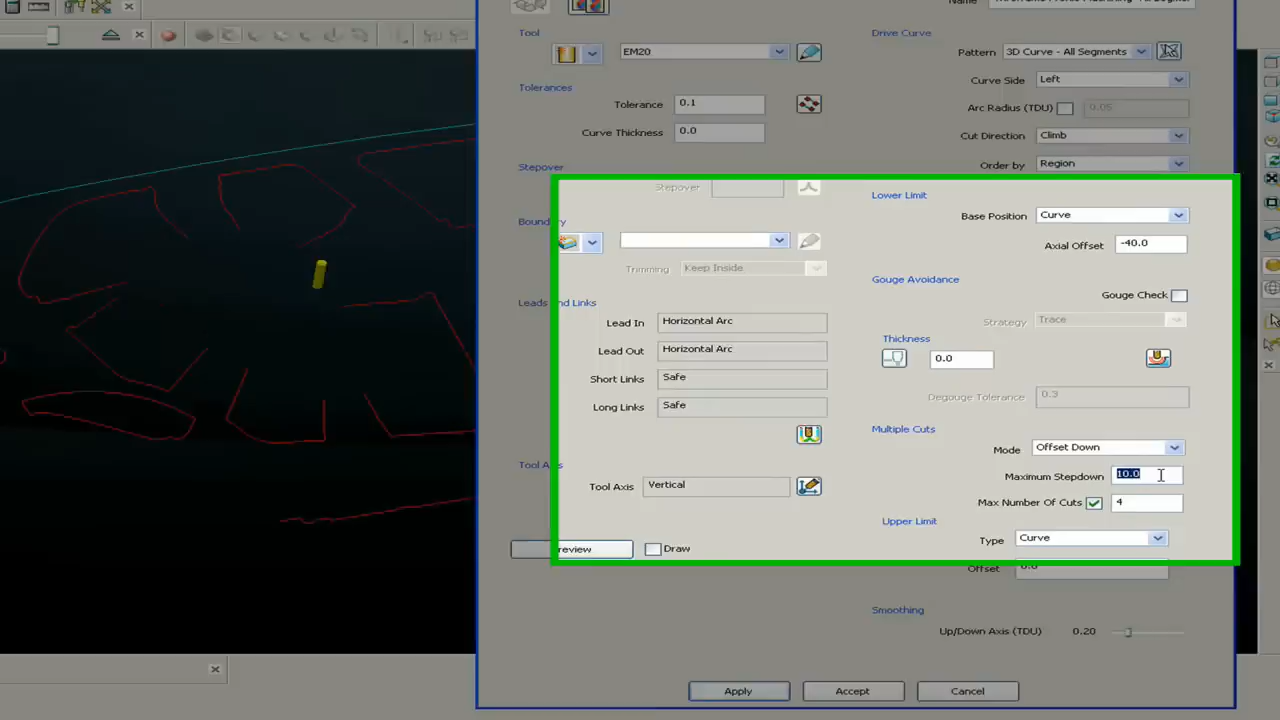 Name
Tool
EM20
Tolerances
Tolerance 0.1
Curve Thickness 0.0
Stepover
Stepover
Boundary
Trimming Keep Inside
Leads and Links
Lead In Horizontal Arc
Lead Out Horizontal Arc
Short Links Safe
Long Links Safe
Tool Axis
Tool Axis Vertical
Preview
Draw
Drive Curve
Pattern 3D Curve - All Segments
Curve Side Left
Arc Radius (TDU) 0.05
Cut Direction Climb
Order by Region
Lower Limit
Base Position Curve
Axial Offset -40.0
Gouge Avoidance
Gouge Check
Strategy Trace
Thickness
0.0
Degouge Tolerance 0.3
Multiple Cuts
Mode Offset Down
Maximum Stepdown 10.0
Max Number Of Cuts 4
Upper Limit
Type Curve
Offset 0.0
Smoothing
Up/Down Axis (TDU) 0.20
Apply Accept Cancel